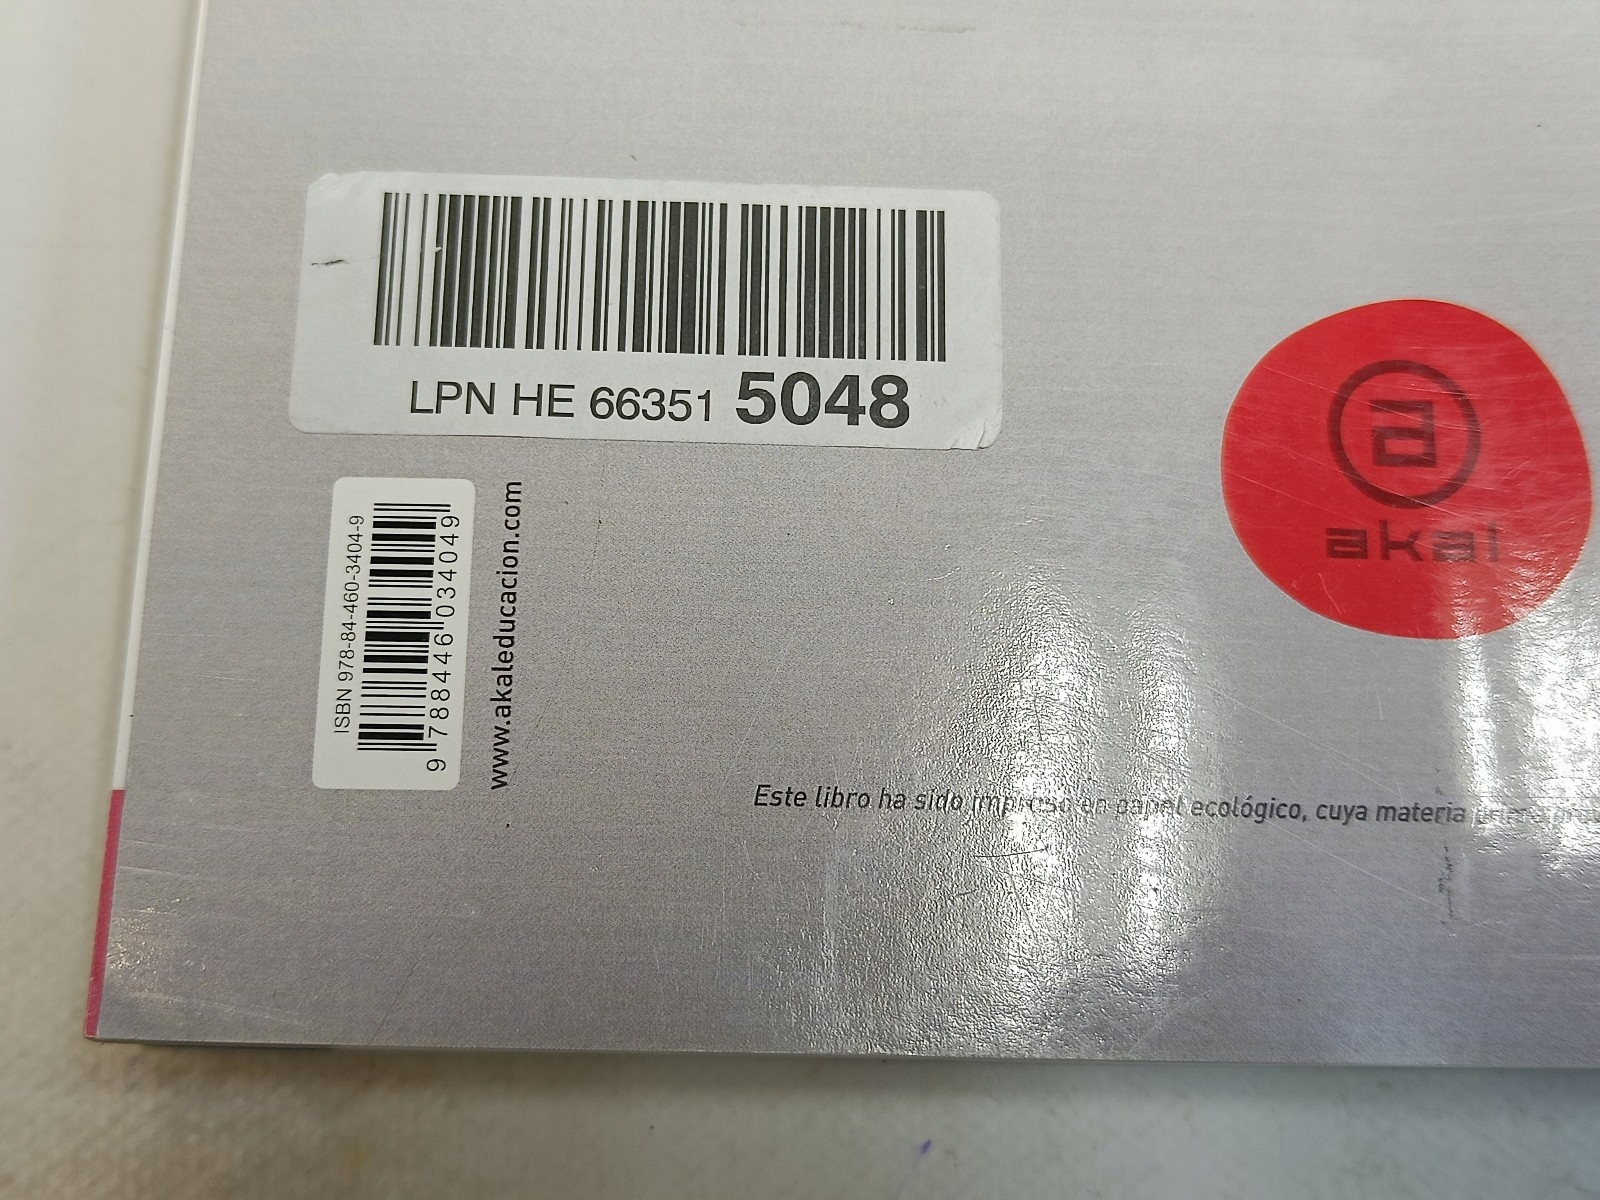 LPN HE 66351 5048
ISBN 978-84-460-3404-9
9 788446 034049
www.akaleducacion.com
a
akal
Este libro ha sido impreso en papel ecológico, cuya materia prima